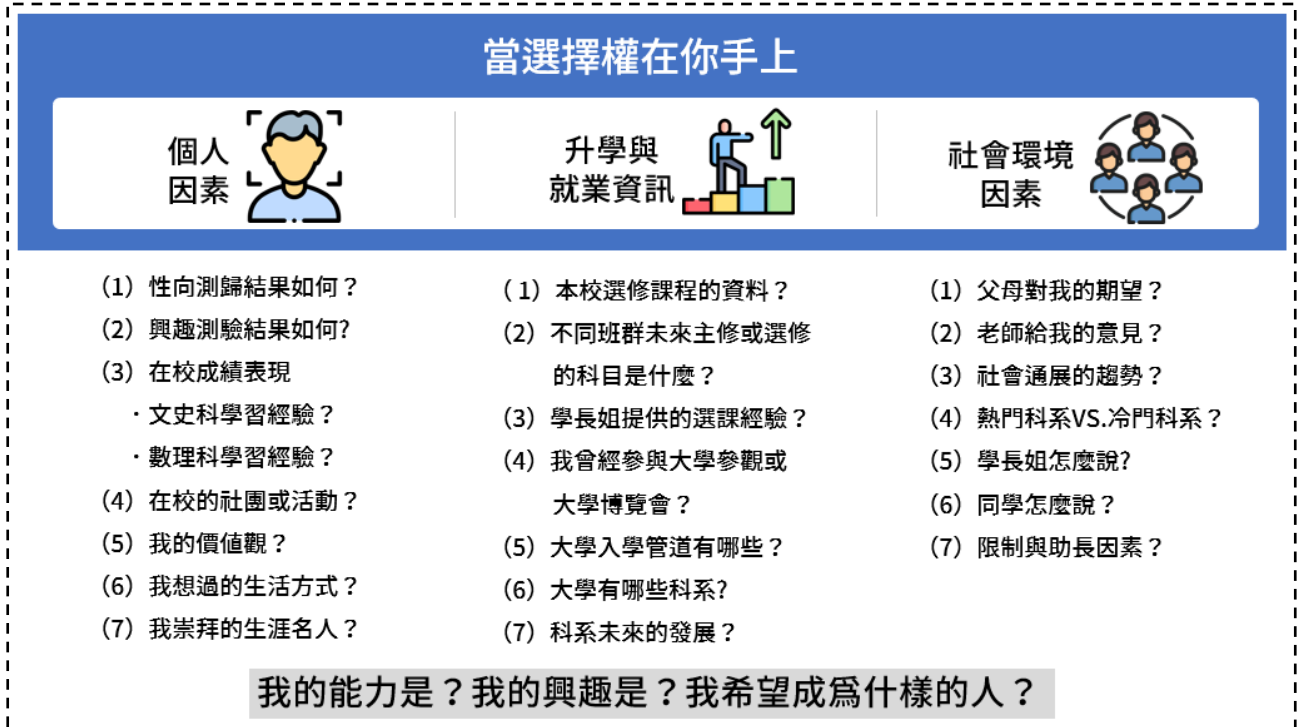 當選擇權在你手上
個人
因素
升學與
就業資訊
社會環境
因素
(1) 性向測歸結果如何？
(2) 興趣測驗結果如何?
(3) 在校成績表現
・文史科學習經驗？
・數理科學習經驗？
(4) 在校的社團或活動？
(5) 我的價值觀？
(6) 我想過的生活方式？
(7) 我崇拜的生涯名人？
( 1) 本校選修課程的資料？
(2) 不同班群未來主修或選修
的科目是什麼？
(3) 學長姐提供的選課經驗？
(4) 我曾經參與大學參觀或
大學博覽會？
(5) 大學入學管道有哪些？
(6) 大學有哪些科系?
(7) 科系未來的發展？
(1) 父母對我的期望？
(2) 老師給我的意見？
(3) 社會通展的趨勢？
(4) 熱門科系VS.冷門科系？
(5) 學長姐怎麼說?
(6) 同學怎麼說？
(7) 限制與助長因素？
我的能力是？我的興趣是？我希望成爲什樣的人？